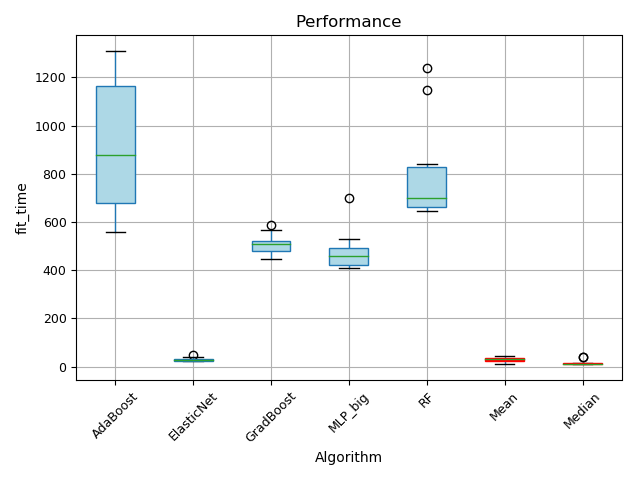 Performance
fit_time
1200
1000
800
600
400
200
0
AdaBoost
ElasticNet
GradBoost
MLP_big
RF
Mean
Median
Algorithm